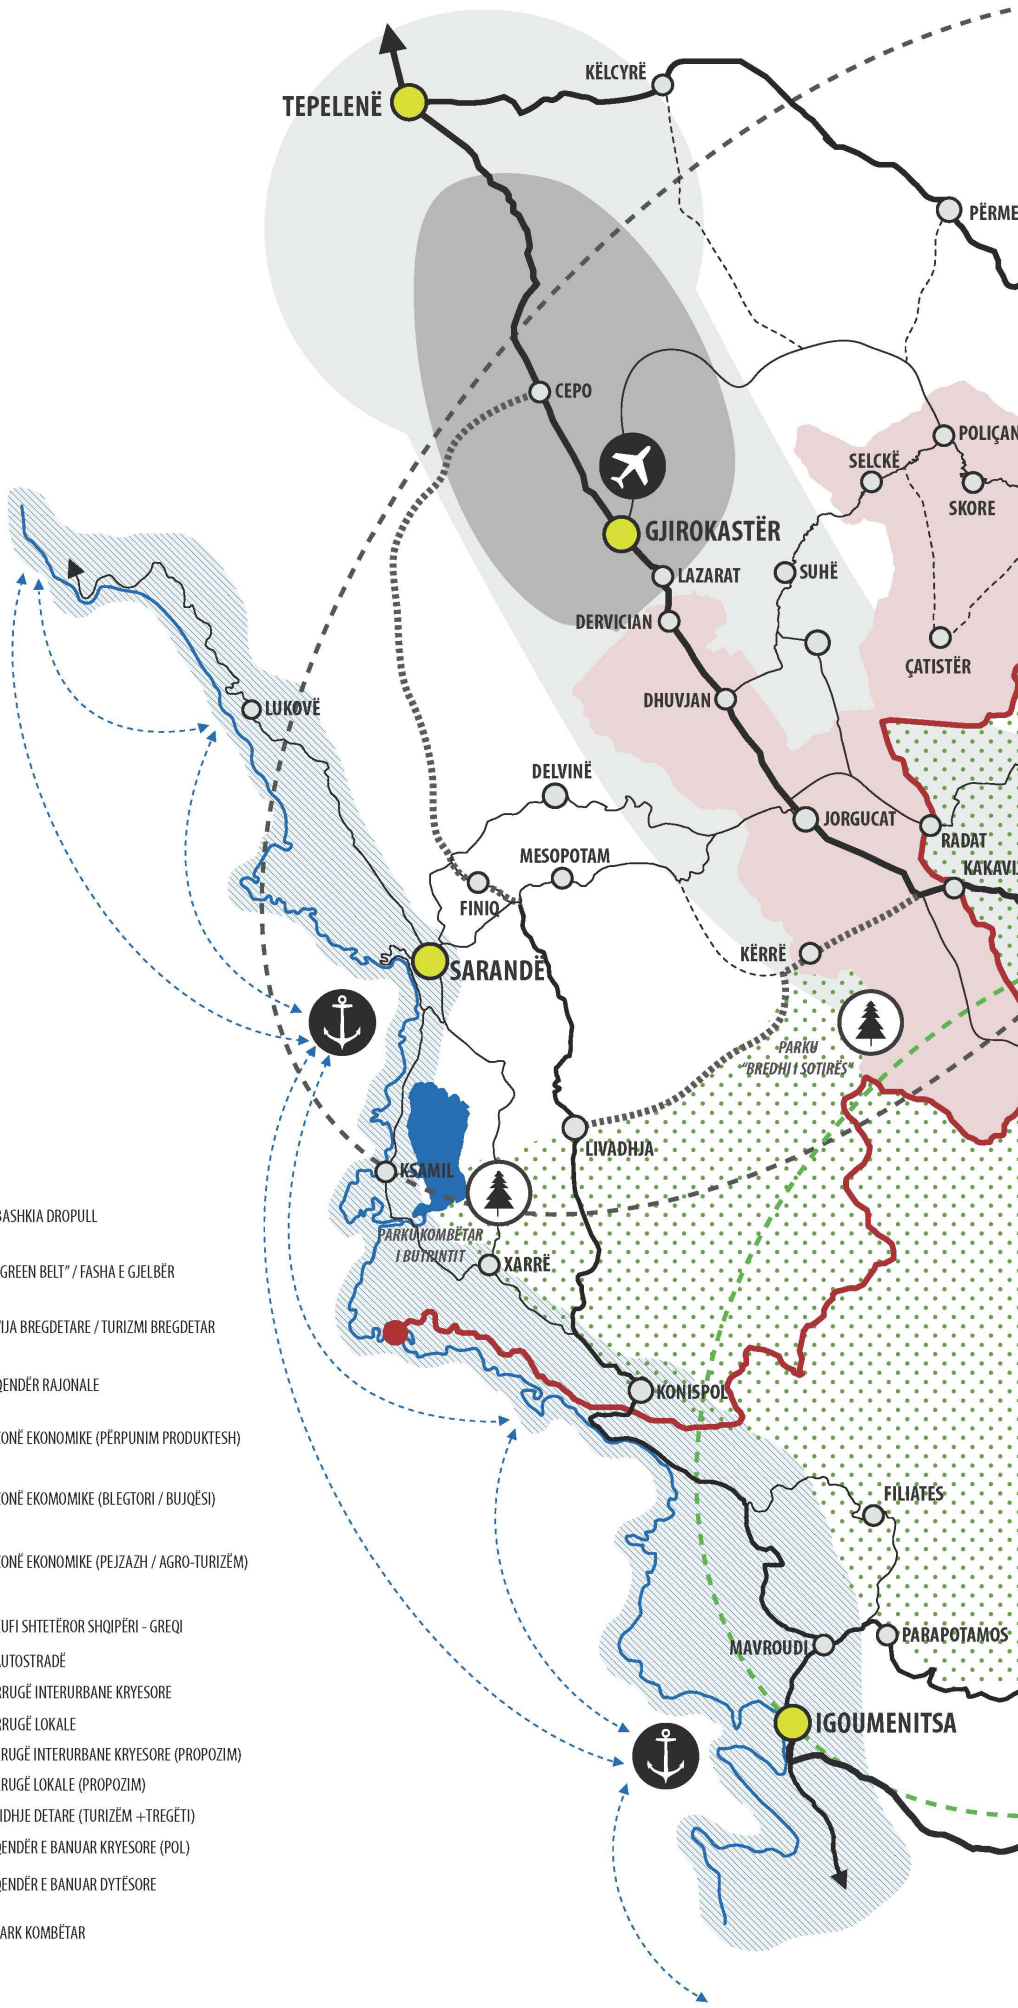 KËLCYRË
TEPELENË
PËRME
CEPO
POLIÇAN
SELCKË
SKORE
GJIROKASTËR
LAZARAT
SUHË
DERVICIAN
ÇATISTËR
DHUVJAN
LUKOVË
DELVINË
JORGUCAT
RADAT
MESOPOTAM
KAKAVI
FINIQ
KËRRË
SARANDË
PARKU
"BREDHI I SOTIRËS"
LIVADHJA
KSAMIL
PARKU KOMBËTAR
I BUTRINTIT
XARRË
KONISPOL
FILIATES
MAVROUDI
PARAPOTAMOS
IGOUMENITSA
BASHKIA DROPULL
GREEN BELT" / FASHA E GJELBËR
IJA BREGDETARE / TURIZMI BREGDETAR
QENDËR RAJONALE
ONË EKONOMIKE (PËRPUNIM PRODUKTESH)
ONË EKOMOMIKE (BLEGTORI / BUJQËSI)
ONË EKONOMIKE (PEJZAZH / AGRO-TURIZËM)
UFI SHTETËROR SHQIPËRI - GREQI
UTOSTRADË
RRUGË INTERURBANE KRYESORE
RRUGË LOKALE
RUGË INTERURBANE KRYESORE (PROPOZIM)
RUGË LOKALE (PROPOZIM)
IDHJE DETARE (TURIZËM +TREGËTI)
QENDËR E BANUAR KRYESORE (POL)
QENDËR E BANUAR DYTËSORE
ARK KOMBËTAR